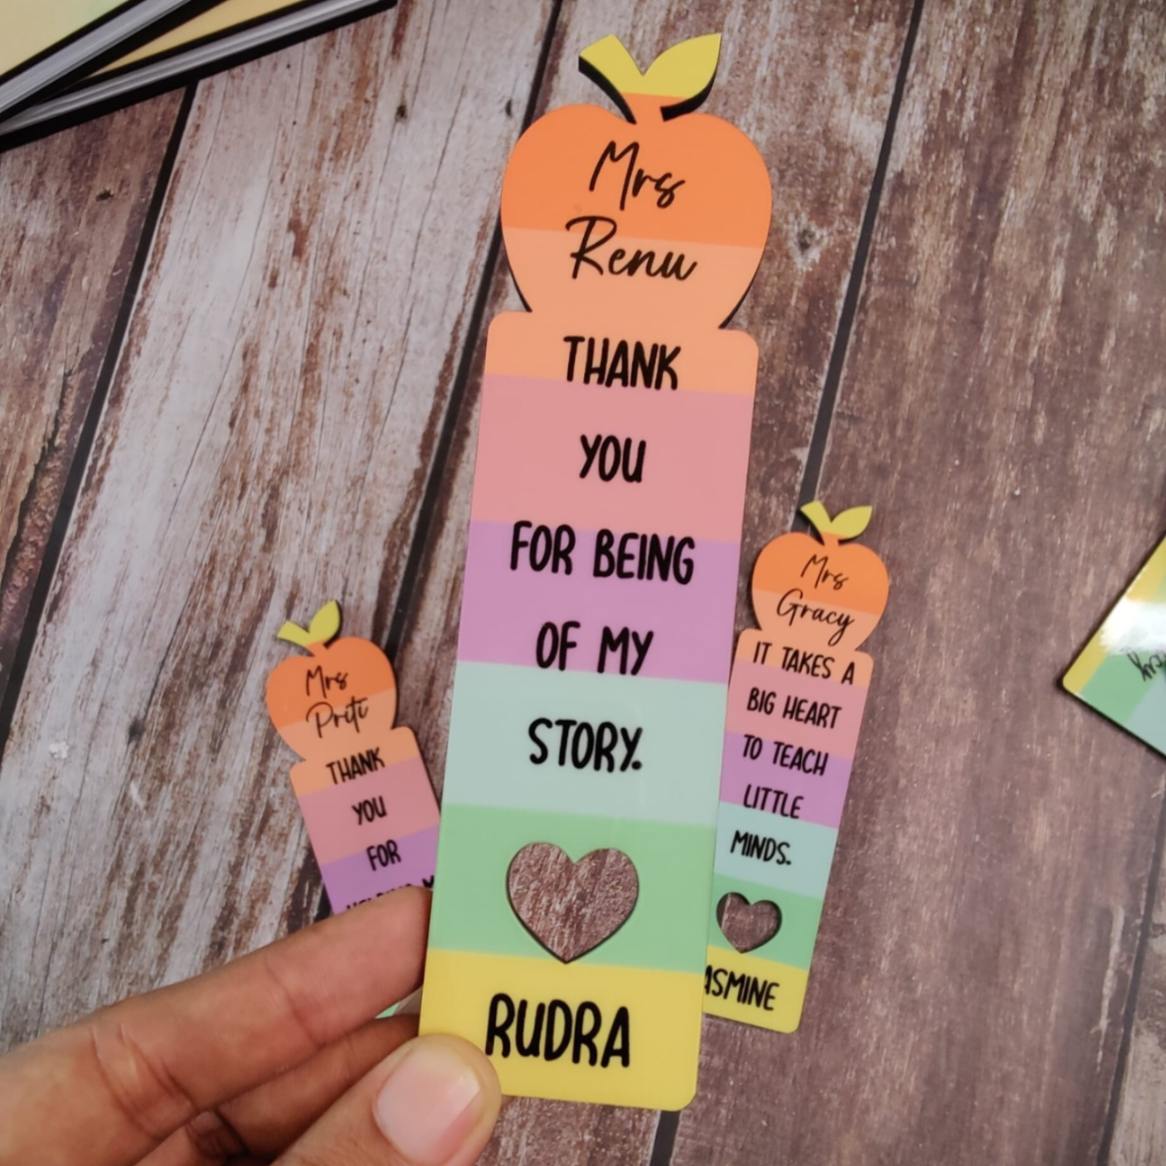 Mrs
Renu
THANK
YOU
FOR BEING
OF MY
STORY.
RUDRA
Mrs
Priti
THANK
YOU
FOR
Mrs
Gracy
IT TAKES A
BIG HEART
TO TEACH
LITTLE
MINDS.
ASMINE